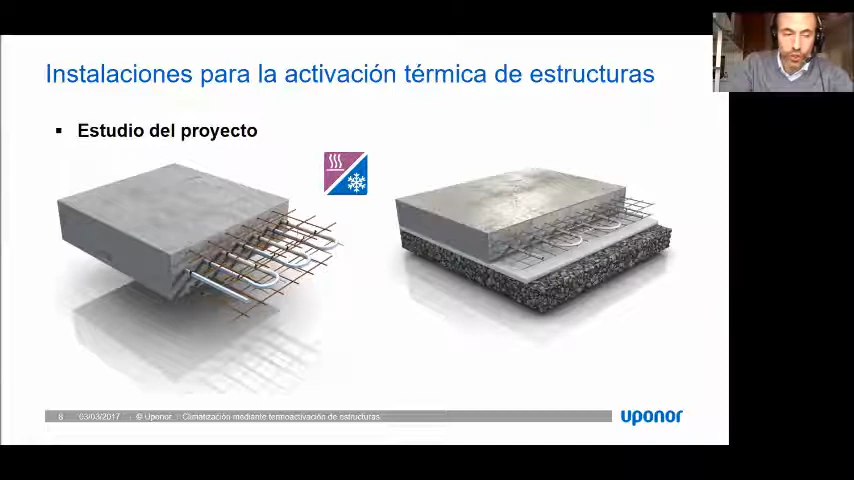 Instalaciones para la activación térmica de estructuras
▪ Estudio del proyecto
8 03/03/2017 © Uponor Climatización mediante termoactivación de estructuras
uponor